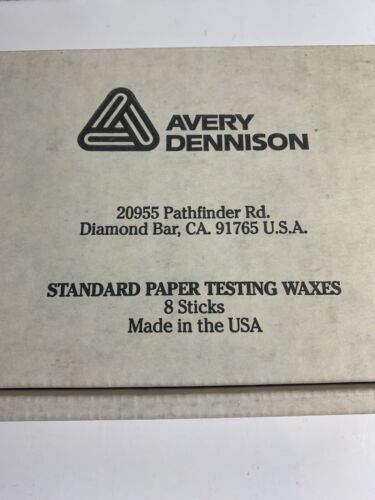 AVERY
DENNISON
20955 Pathfinder Rd.
Diamond Bar, CA. 91765 U.S.A.
STANDARD PAPER TESTING WAXES
8 Sticks
Made in the USA